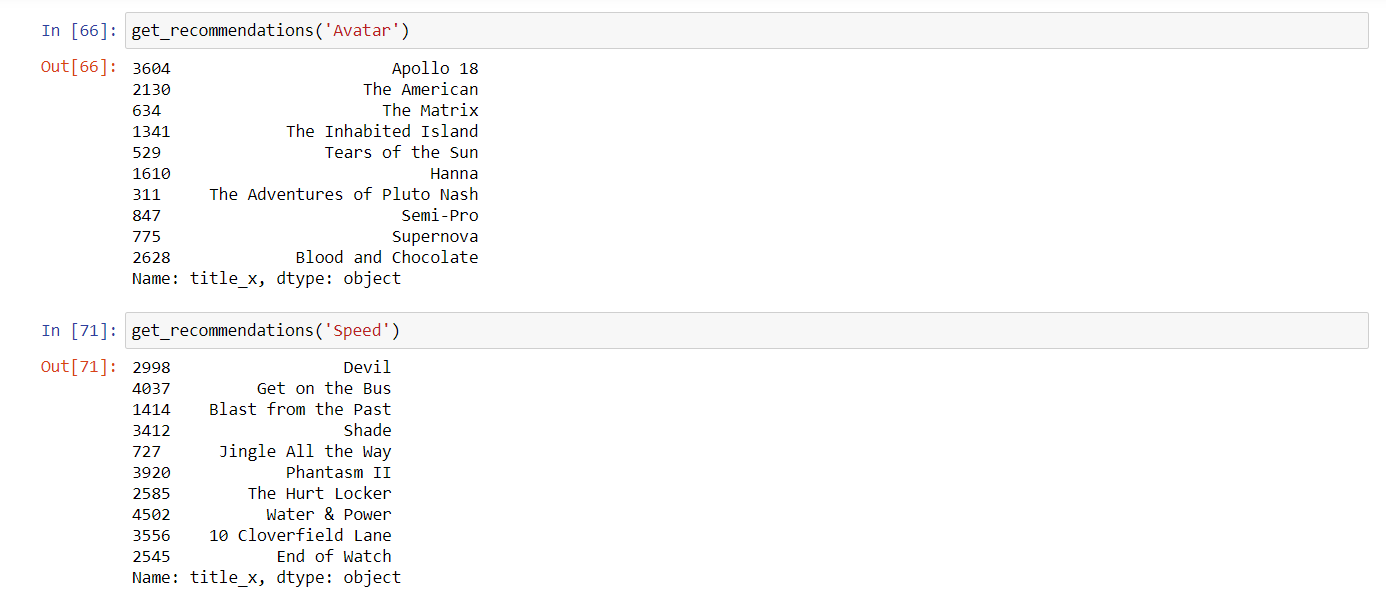 In [66]: get_recommendations('Avatar')
Out[66]: 3604 Apollo 18
2130 The American
634 The Matrix
1341 The Inhabited Island
529 Tears of the Sun
1610 Hanna
311 The Adventures of Pluto Nash
847 Semi-Pro
775 Supernova
2628 Blood and Chocolate
Name: title_x, dtype: object
In [71]: get_recommendations('Speed')
Out[71]: 2998 Devil
4037 Get on the Bus
1414 Blast from the Past
3412 Shade
727 Jingle All the Way
3920 Phantasm II
2585 The Hurt Locker
4502 Water & Power
3556 10 Cloverfield Lane
2545 End of Watch
Name: title_x, dtype: object